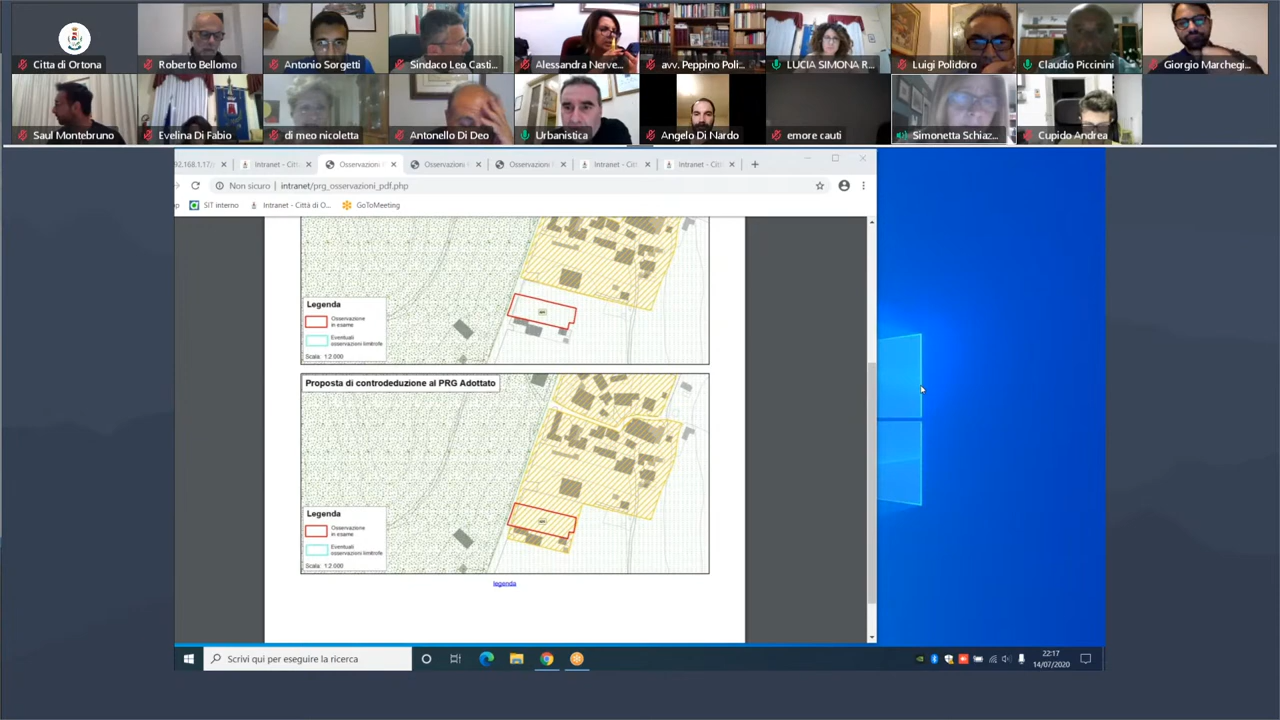 Citta di Ortona
Roberto Bellomo
Antonio Sorgetti
Sindaco Leo Casti...
Alessandra Nerve...
avv. Peppino Poli...
LUCIA SIMONA R...
Luigi Polidoro
Claudio Piccinini
Giorgio Marchegi...
Saul Montebruno
Evelina Di Fabio
di meo nicoletta
Antonello Di Deo
Urbanistica
Angelo Di Nardo
emore cauti
Simonetta Schiaz...
Cupido Andrea
92.168.1.17/
Intranet - Citt
Osservazioni
Osservazioni
Osservazioni
Intranet - Citt
Intranet - Citt
Non sicuro
intranet/prg_osservazioni_pdf.php
SIT interno
Intranet - Città di O...
GoToMeeting
Legenda
Osservazione
in esame
Eventuali
osservazioni limitrofe
Scala: 1:2.000
Proposta di controdeduzione al PRG Adottato
Legenda
Osservazione
in esame
Eventuali
osservazioni limitrofe
Scala: 1:2.000
legenda
Scrivi qui per eseguire la ricerca
22:17
14/07/2020